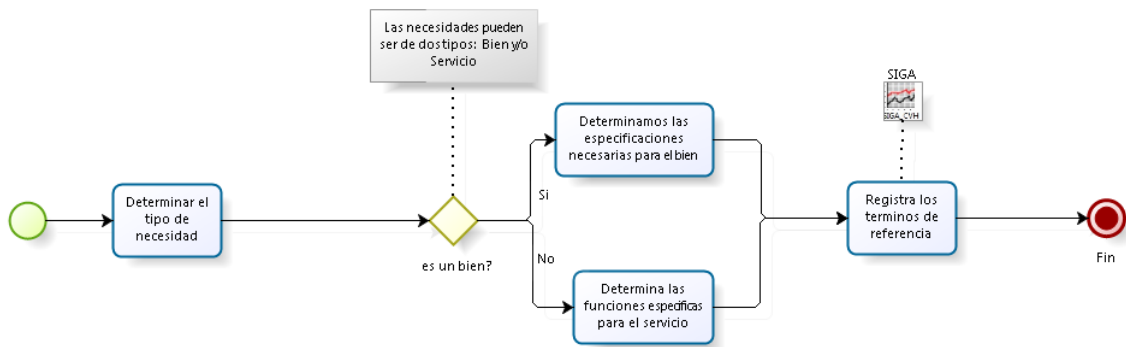 Las necesidades pueden
ser de dos tipos: Bien y/o
Servicio
SIGA
SIGA_CVH
Determinamos las
especificaciones
necesarias para el bien
Si
Determinar el
tipo de
necesidad
es un bien?
No
Registra los
terminos de
referencia
Fin
Determina las
funciones especificas
para el servicio